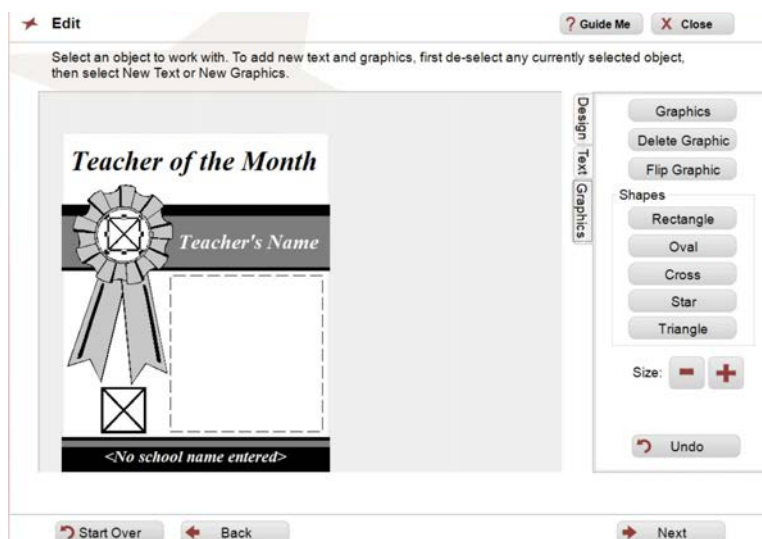 Edit
? Guide Me
X Close
Select an object to work with. To add new text and graphics, first de-select any currently selected object,
then select New Text or New Graphics.
Teacher of the Month
Teacher's Name
<No school name entered>
Design
Text
Graphics
Graphics
Delete Graphic
Flip Graphic
Shapes
Rectangle
Oval
Cross
Star
Triangle
Size:
Undo
Start Over
Back
Next